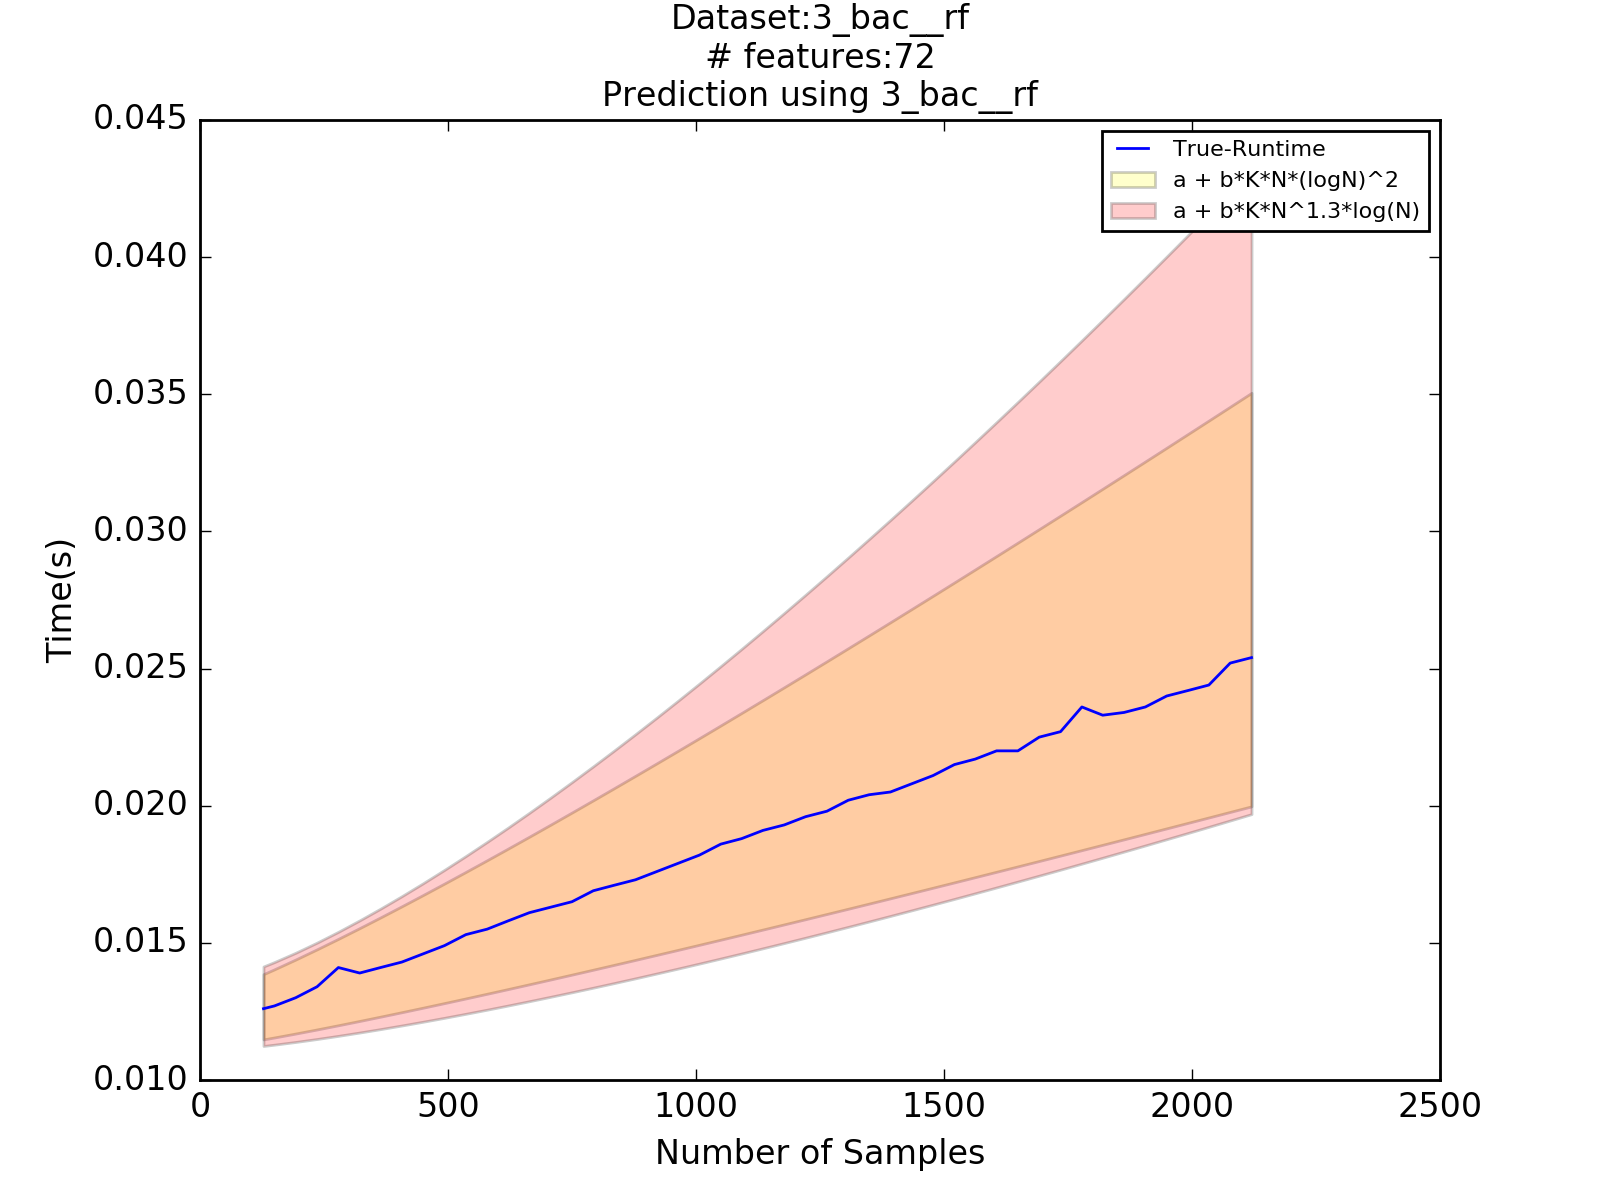 Dataset:3_bac__rf
# features:72
Prediction using 3_bac__rf
0.045
0.040
0.035
0.030
0.025
0.020
0.015
0.010
Time(s)
True-Runtime
a + b*K*N*(logN)^2
a + b*K*N^1.3*log(N)
0 500 1000 1500 2000 2500
Number of Samples